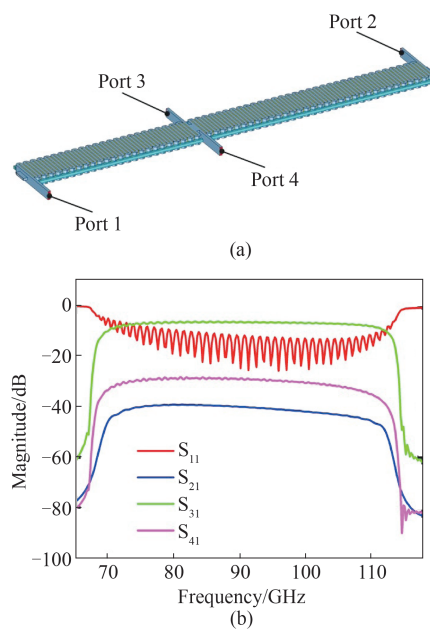 Port 2
Port 3
Port 4
Port 1
(a)
0
−20
−40
−60
−80
−100
Magnitude/dB
S11
S21
S31
S41
70 80 90 100 110
Frequency/GHz
(b)